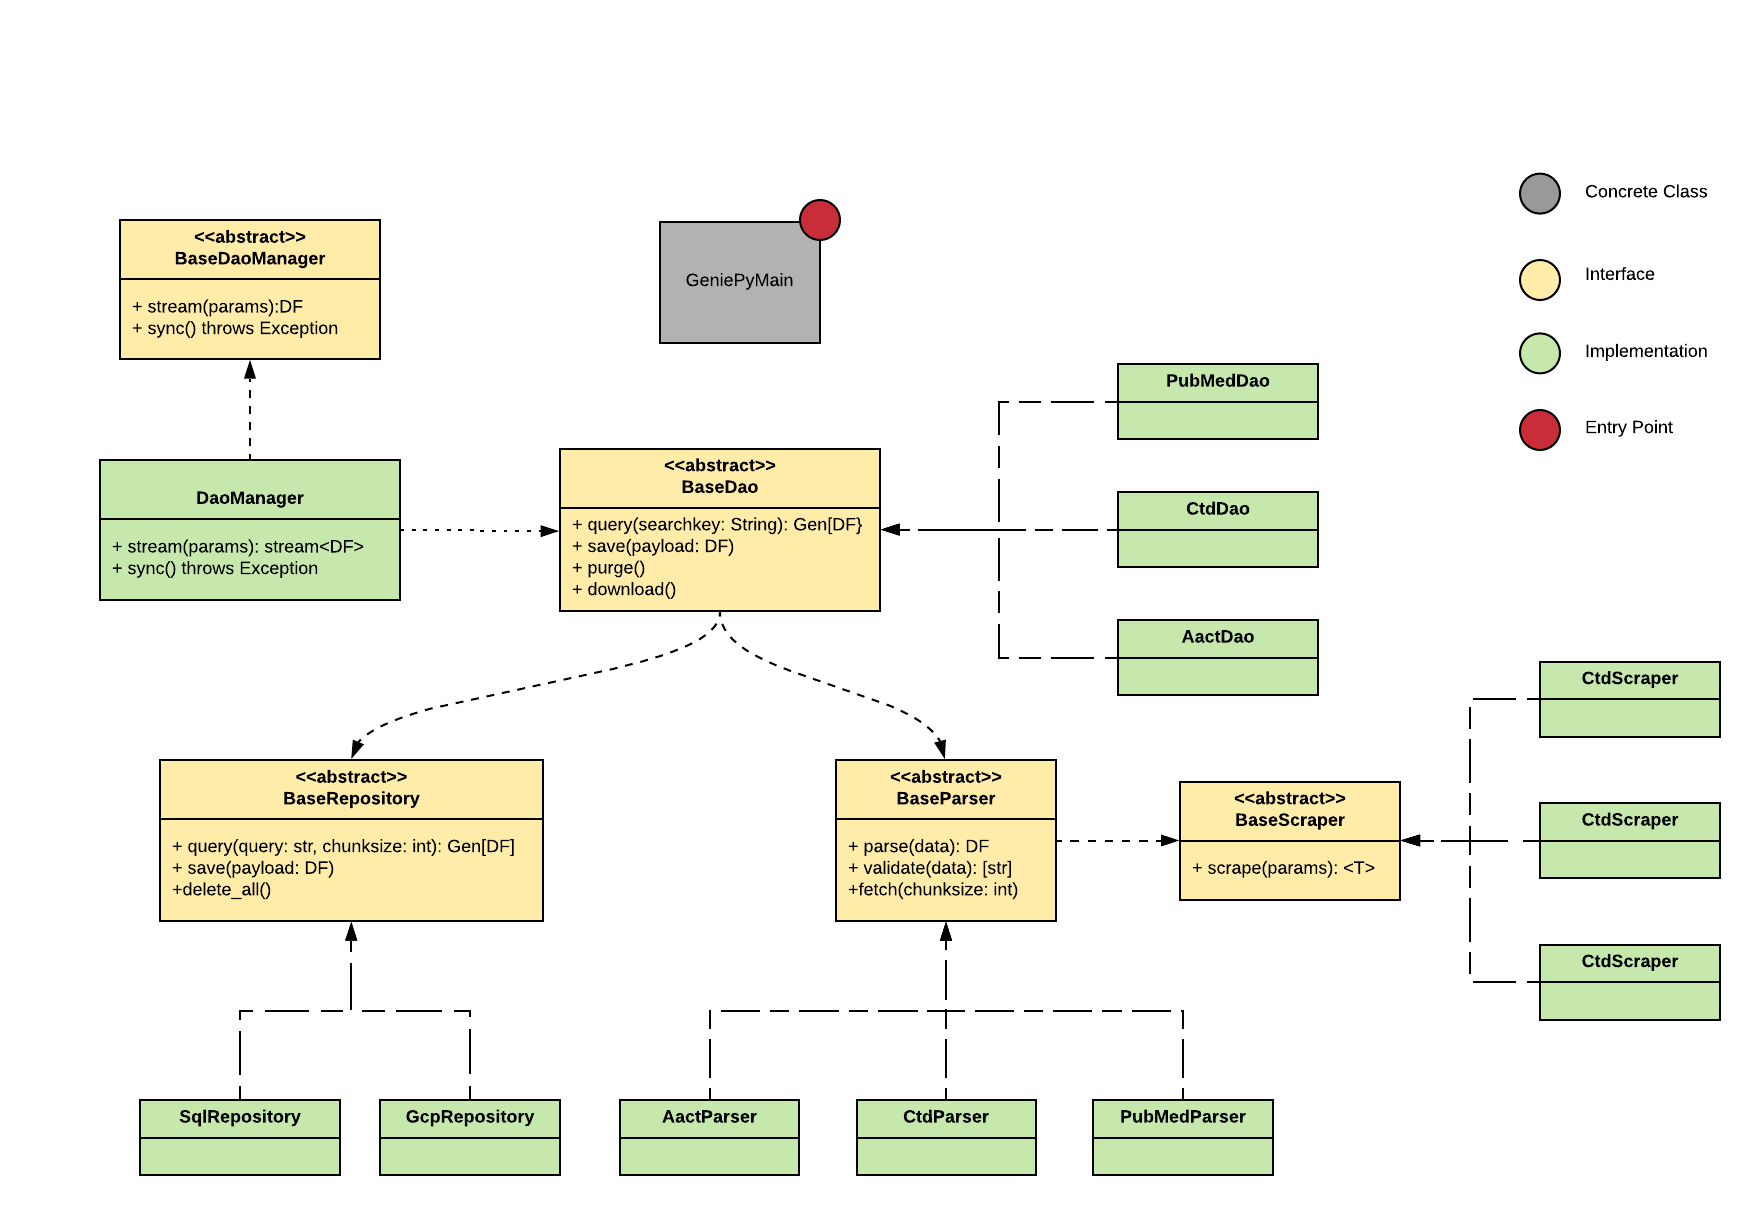 <<abstract>>
BaseDaoManager
+ stream(params):DF
+ sync() throws Exception
GeniePyMain
Concrete Class
Interface
Implementation
Entry Point
DaoManager
+ stream(params): stream<DF>
+ sync() throws Exception
<<abstract>>
BaseDao
+ query(searchkey: String): Gen[DF}
+ save(payload: DF)
+ purge()
+ download()
PubMedDao
CtdDao
AactDao
<<abstract>>
BaseRepository
+ query(query: str, chunksize: int): Gen[DF]
+ save(payload: DF)
+delete_all()
<<abstract>>
BaseParser
+ parse(data): DF
+ validate(data): [str]
+fetch(chunksize: int)
<<abstract>>
BaseScraper
+ scrape(params): <T>
CtdScraper
CtdScraper
CtdScraper
SqlRepository
GcpRepository
AactParser
CtdParser
PubMedParser